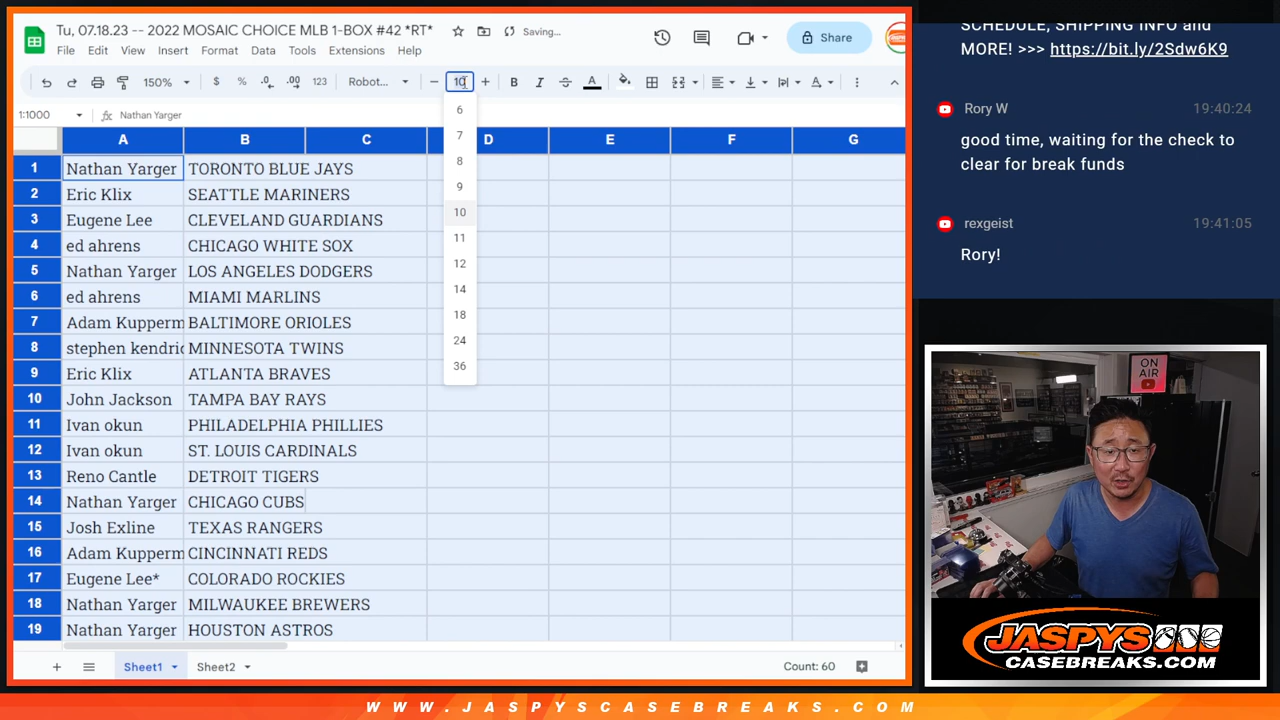 Tu, 07.18.23 -- 2022 MOSAIC CHOICE MLB 1-BOX #42 *RT*
Saving...
Share
File Edit View Insert Format Data Tools Extensions Help
150% $ % .0 .00 123 Robot... − 10 + B I A
1:1000 fx Nathan Yarger
A B C D E F G
1 Nathan Yarger TORONTO BLUE JAYS
2 Eric Klix SEATTLE MARINERS
3 Eugene Lee CLEVELAND GUARDIANS
4 ed ahrens CHICAGO WHITE SOX
5 Nathan Yarger LOS ANGELES DODGERS
6 ed ahrens MIAMI MARLINS
7 Adam Kupperm BALTIMORE ORIOLES
8 stephen kendric MINNESOTA TWINS
9 Eric Klix ATLANTA BRAVES
10 John Jackson TAMPA BAY RAYS
11 Ivan okun PHILADELPHIA PHILLIES
12 Ivan okun ST. LOUIS CARDINALS
13 Reno Cantle DETROIT TIGERS
14 Nathan Yarger CHICAGO CUBS
15 Josh Exline TEXAS RANGERS
16 Adam Kupperm CINCINNATI REDS
17 Eugene Lee* COLORADO ROCKIES
18 Nathan Yarger MILWAUKEE BREWERS
19 Nathan Yarger HOUSTON ASTROS
6
7
8
9
10
11
12
14
18
24
36
Sheet1 Sheet2 Count: 60
SCHEDULE, SHIPPING INFO and
MORE! >>> https://bit.ly/2Sdw6K9
Rory W 19:40:24
good time, waiting for the check to
clear for break funds
rexgeist 19:41:05
Rory!
ON
AIR
JASPYS
CASEBREAKS.COM
WWW.JASPYSCASEBREAKS.COM